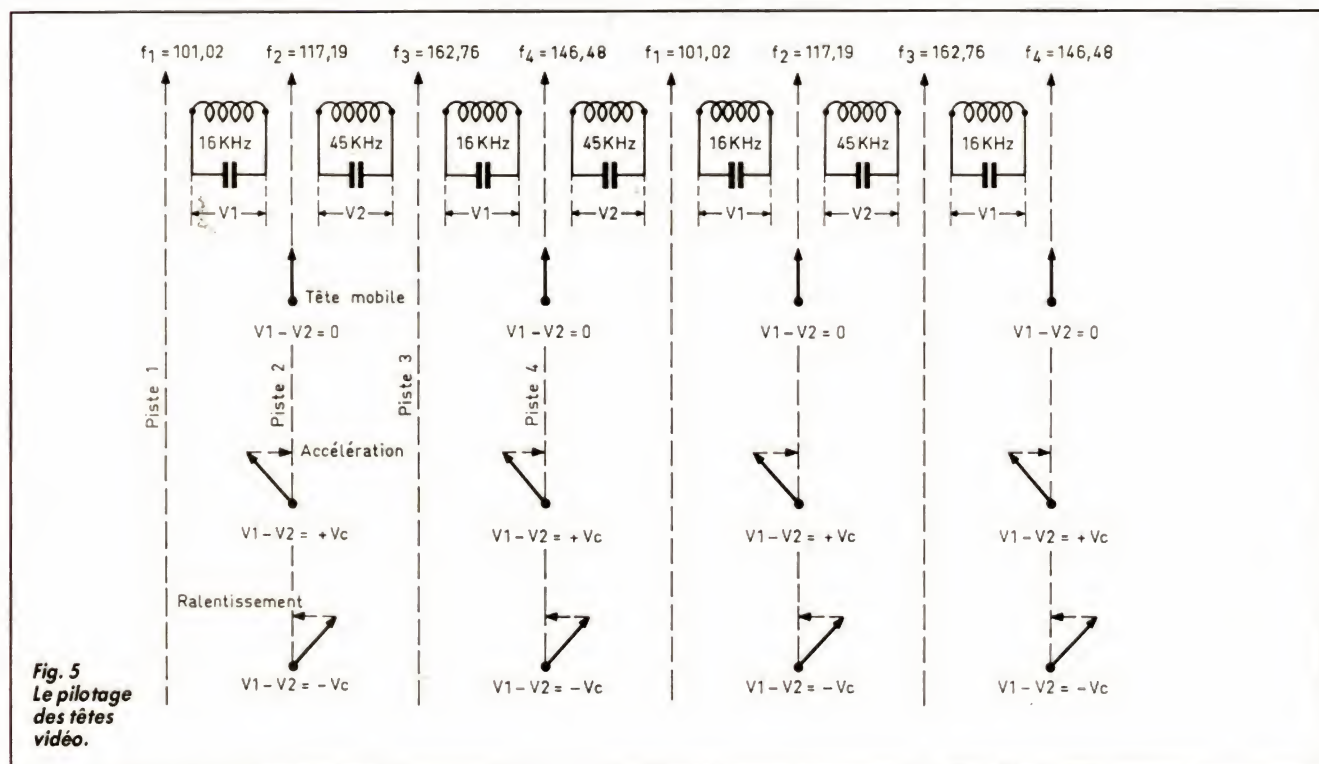 f1 = 101,02 f2 = 117,19 f3 = 162,76 f4 = 146,48 f1 = 101,02 f2 = 117,19 f3 = 162,76 f4 = 146,48
16 KHz 45 KHz 16 KHz 45 KHz 16 KHz 45 KHz 16 KHz
V1 V2 V1 V2 V1 V2 V1
Tête mobile
V1 – V2 = 0 V1 – V2 = 0 V1 – V2 = 0 V1 – V2 = 0
Piste 1 Piste 2 Piste 3 Piste 4
Accélération
V1 – V2 = + Vc V1 – V2 = + Vc V1 – V2 = + Vc V1 – V2 = + Vc
Ralentissement
V1 – V2 = – Vc V1 – V2 = – Vc V1 – V2 = – Vc V1 – V2 = – Vc
Fig. 5
Le pilotage
des têtes
vidéo.